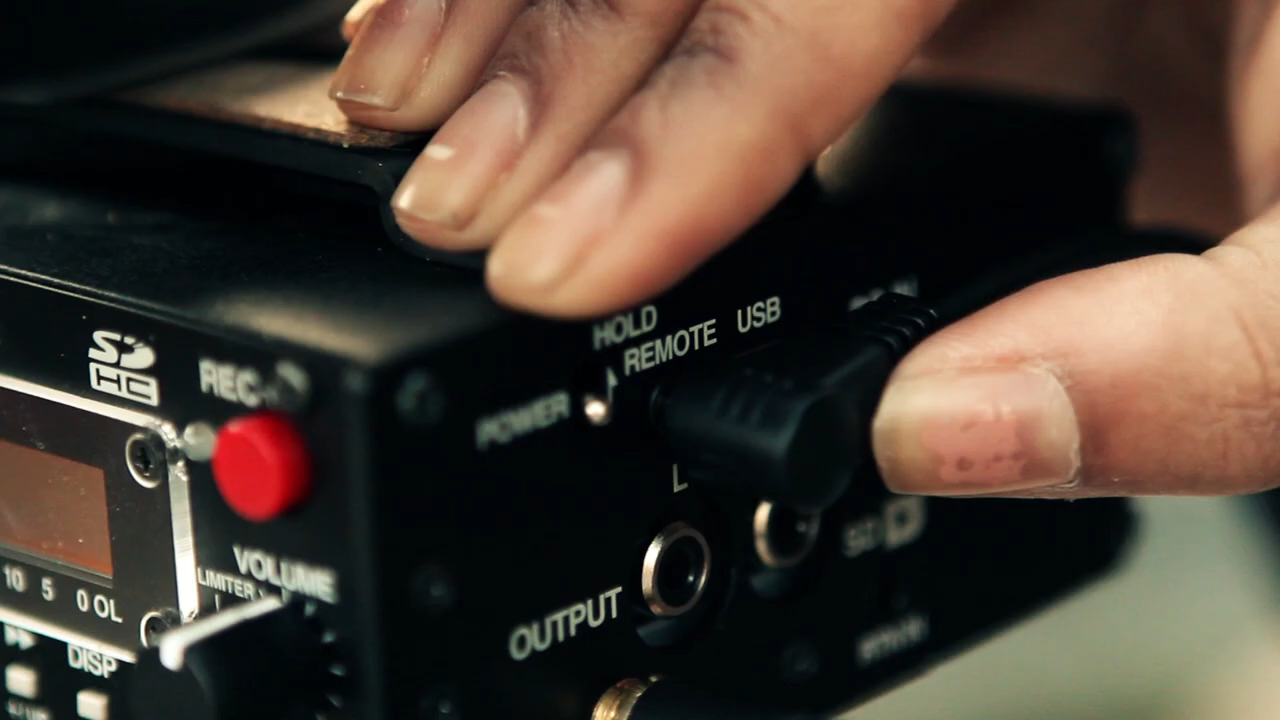 SD
HC
REC
HOLD
REMOTE
USB
POWER
VOLUME
LIMITER
10 5 0 OL
DISP
L
OUTPUT